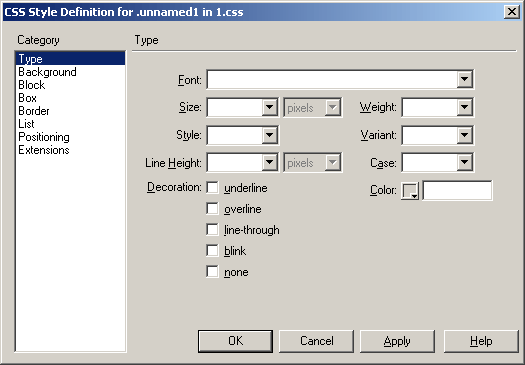 CSS Style Definition for .unnamed1 in 1.css
Category
Type
Type
Background
Block
Box
Border
List
Positioning
Extensions
Font:
Size: pixels Weight:
Style: Variant:
Line Height: pixels Case:
Decoration: underline Color:
overline
line-through
blink
none
OK Cancel Apply Help